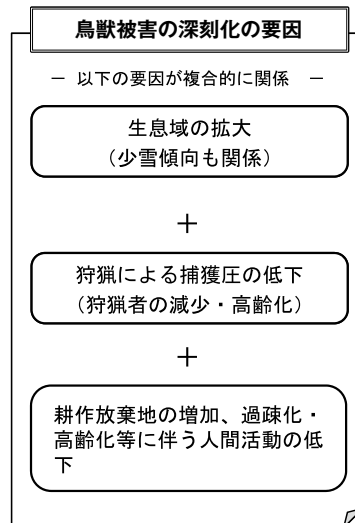 鳥獣被害の深刻化の要因
― 以下の要因が複合的に関係 ―
生息域の拡大
（少雪傾向も関係）
＋
狩猟による捕獲圧の低下
（狩猟者の減少・高齢化）
＋
耕作放棄地の増加、過疎化・
高齢化等に伴う人間活動の低
下